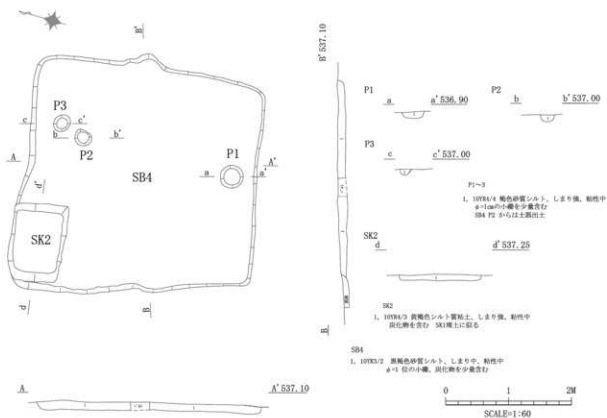 B'
B' 537.10
P3
c
c'
b
b'
P2
P1
A
A'
a
a'
SB4
d'
SK2
d
B
A
A' 537.10
P1
a
a' 536.90
P2
b
b' 537.00
P3
c
c' 537.00
P1~3
1. 10YR4/4 褐色砂質シルト、しまり強、粘性中
φ=1cmの小礫を少量含む
SB4 P2 からは土器出土
SK2
d
d' 537.25
SK2
1. 10YR4/3 黄褐色シルト質粘土、しまり強、粘性中
炭化物を含む SK1覆土に似る
B
SB4
1. 10YR3/2 黒褐色砂質シルト、しまり中、粘性中
φ=1 位の小礫、炭化物を少量含む
0 1 2M
SCALE=1:60